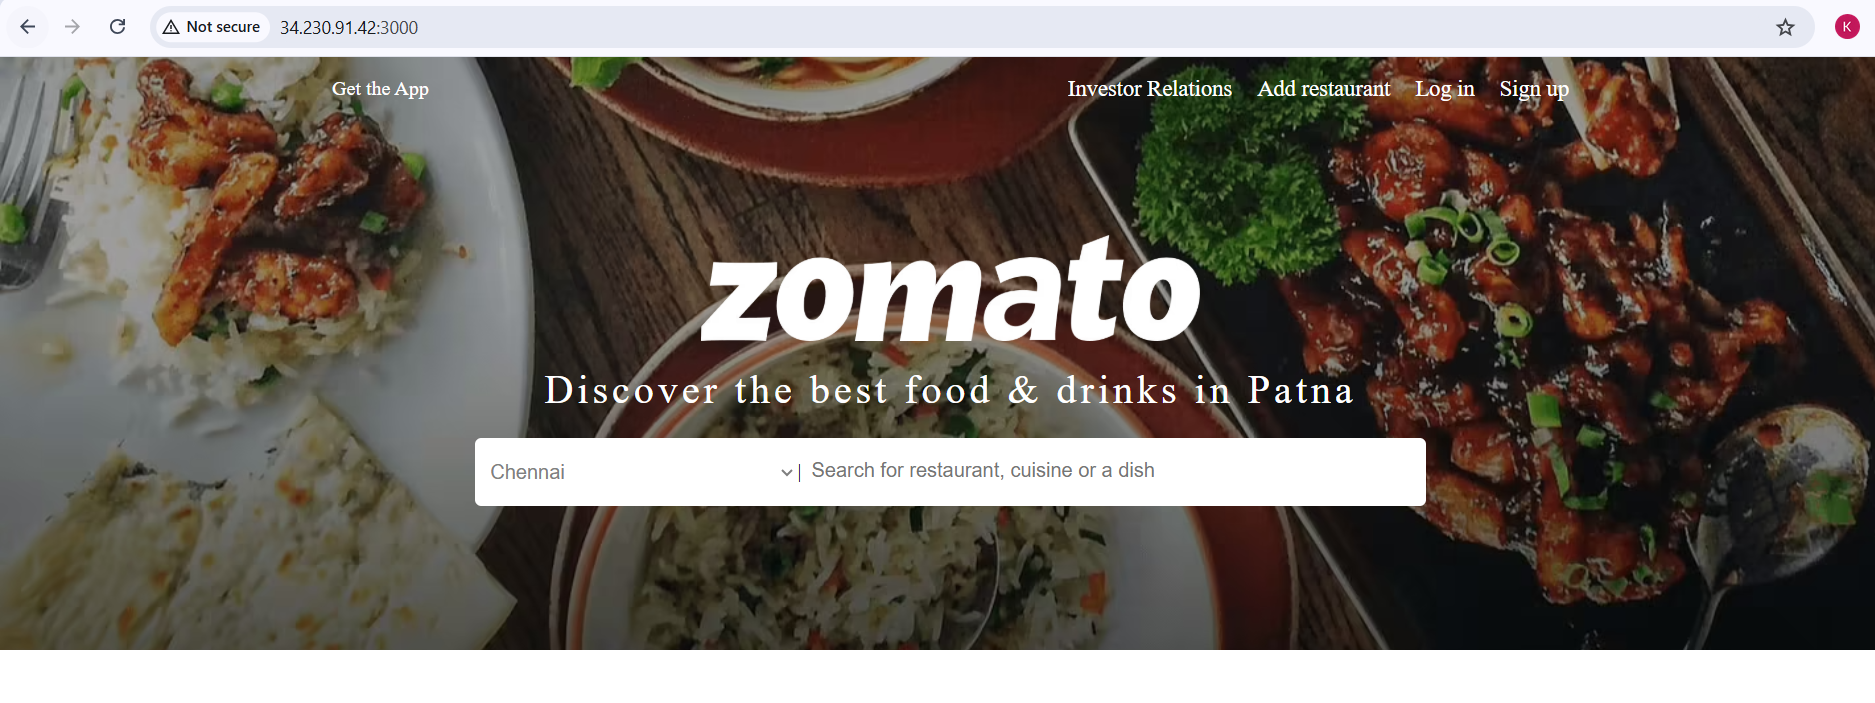 Not secure 34.230.91.42:3000 K
Get the App Investor Relations Add restaurant Log in Sign up
zomato
Discover the best food & drinks in Patna
Chennai | Search for restaurant, cuisine or a dish